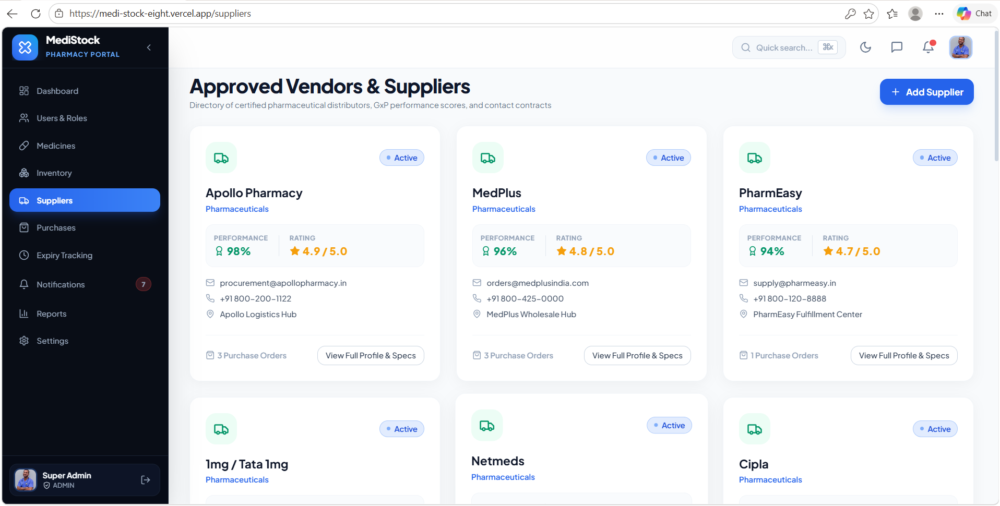 https://medi-stock-eight.vercel.app/suppliers
Chat
MediStock
PHARMACY PORTAL
Quick search...
⌘K
Dashboard
Users & Roles
Medicines
Inventory
Suppliers
Purchases
Expiry Tracking
Notifications
7
Reports
Settings
Super Admin
ADMIN
Approved Vendors & Suppliers
Directory of certified pharmaceutical distributors, GxP performance scores, and contact contracts
+ Add Supplier
Active
Apollo Pharmacy
Pharmaceuticals
PERFORMANCE
98%
RATING
4.9 / 5.0
procurement@apollopharmacy.in
+91 800-200-1122
Apollo Logistics Hub
3 Purchase Orders
View Full Profile & Specs
Active
MedPlus
Pharmaceuticals
PERFORMANCE
96%
RATING
4.8 / 5.0
orders@medplusindia.com
+91 800-425-0000
MedPlus Wholesale Hub
3 Purchase Orders
View Full Profile & Specs
Active
PharmEasy
Pharmaceuticals
PERFORMANCE
94%
RATING
4.7 / 5.0
supply@pharmeasy.in
+91 800-120-8888
PharmEasy Fulfillment Center
1 Purchase Orders
View Full Profile & Specs
Active
1mg / Tata 1mg
Pharmaceuticals
Active
Netmeds
Pharmaceuticals
Active
Cipla
Pharmaceuticals